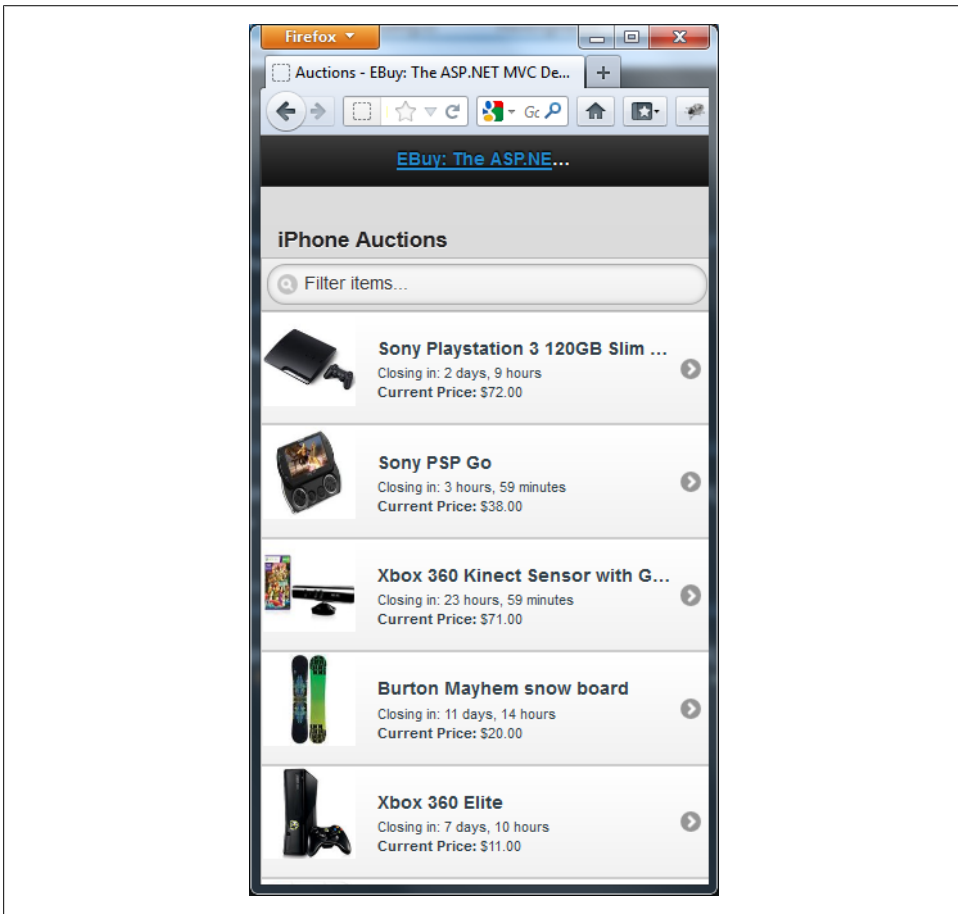 Firefox
Auctions - EBuy: The ASP.NET MVC De...
EBuy: The ASP.NE...
iPhone Auctions
Filter items...
Sony Playstation 3 120GB Slim ...
Closing in: 2 days, 9 hours
Current Price: $72.00
Sony PSP Go
Closing in: 3 hours, 59 minutes
Current Price: $38.00
Xbox 360 Kinect Sensor with G...
Closing in: 23 hours, 59 minutes
Current Price: $71.00
Burton Mayhem snow board
Closing in: 11 days, 14 hours
Current Price: $20.00
Xbox 360 Elite
Closing in: 7 days, 10 hours
Current Price: $11.00